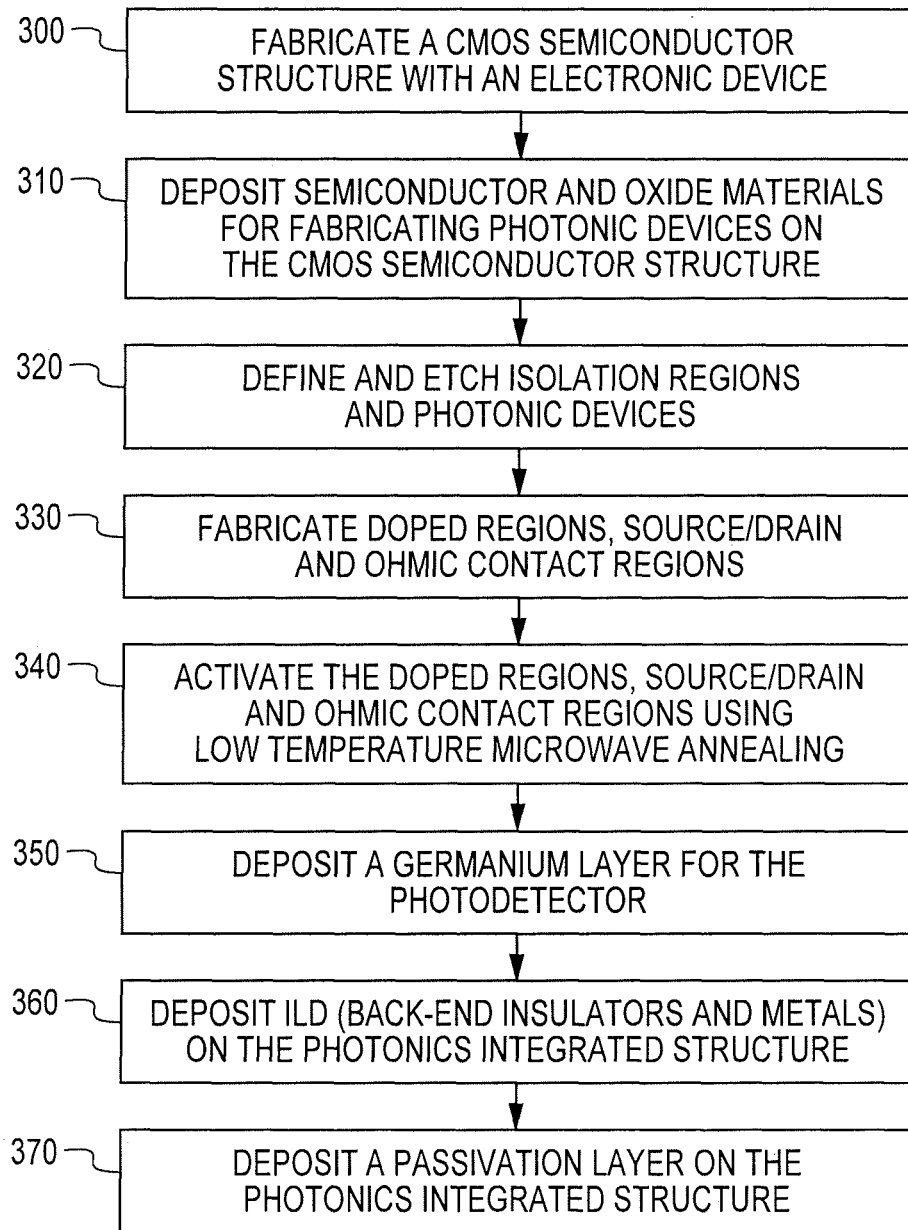 300
FABRICATE A CMOS SEMICONDUCTOR
STRUCTURE WITH AN ELECTRONIC DEVICE
310
DEPOSIT SEMICONDUCTOR AND OXIDE MATERIALS
FOR FABRICATING PHOTONIC DEVICES ON
THE CMOS SEMICONDUCTOR STRUCTURE
320
DEFINE AND ETCH ISOLATION REGIONS
AND PHOTONIC DEVICES
330
FABRICATE DOPED REGIONS, SOURCE/DRAIN
AND OHMIC CONTACT REGIONS
340
ACTIVATE THE DOPED REGIONS, SOURCE/DRAIN
AND OHMIC CONTACT REGIONS USING
LOW TEMPERATURE MICROWAVE ANNEALING
350
DEPOSIT A GERMANIUM LAYER FOR THE
PHOTODETECTOR
360
DEPOSIT ILD (BACK-END INSULATORS AND METALS)
ON THE PHOTONICS INTEGRATED STRUCTURE
370
DEPOSIT A PASSIVATION LAYER ON THE
PHOTONICS INTEGRATED STRUCTURE